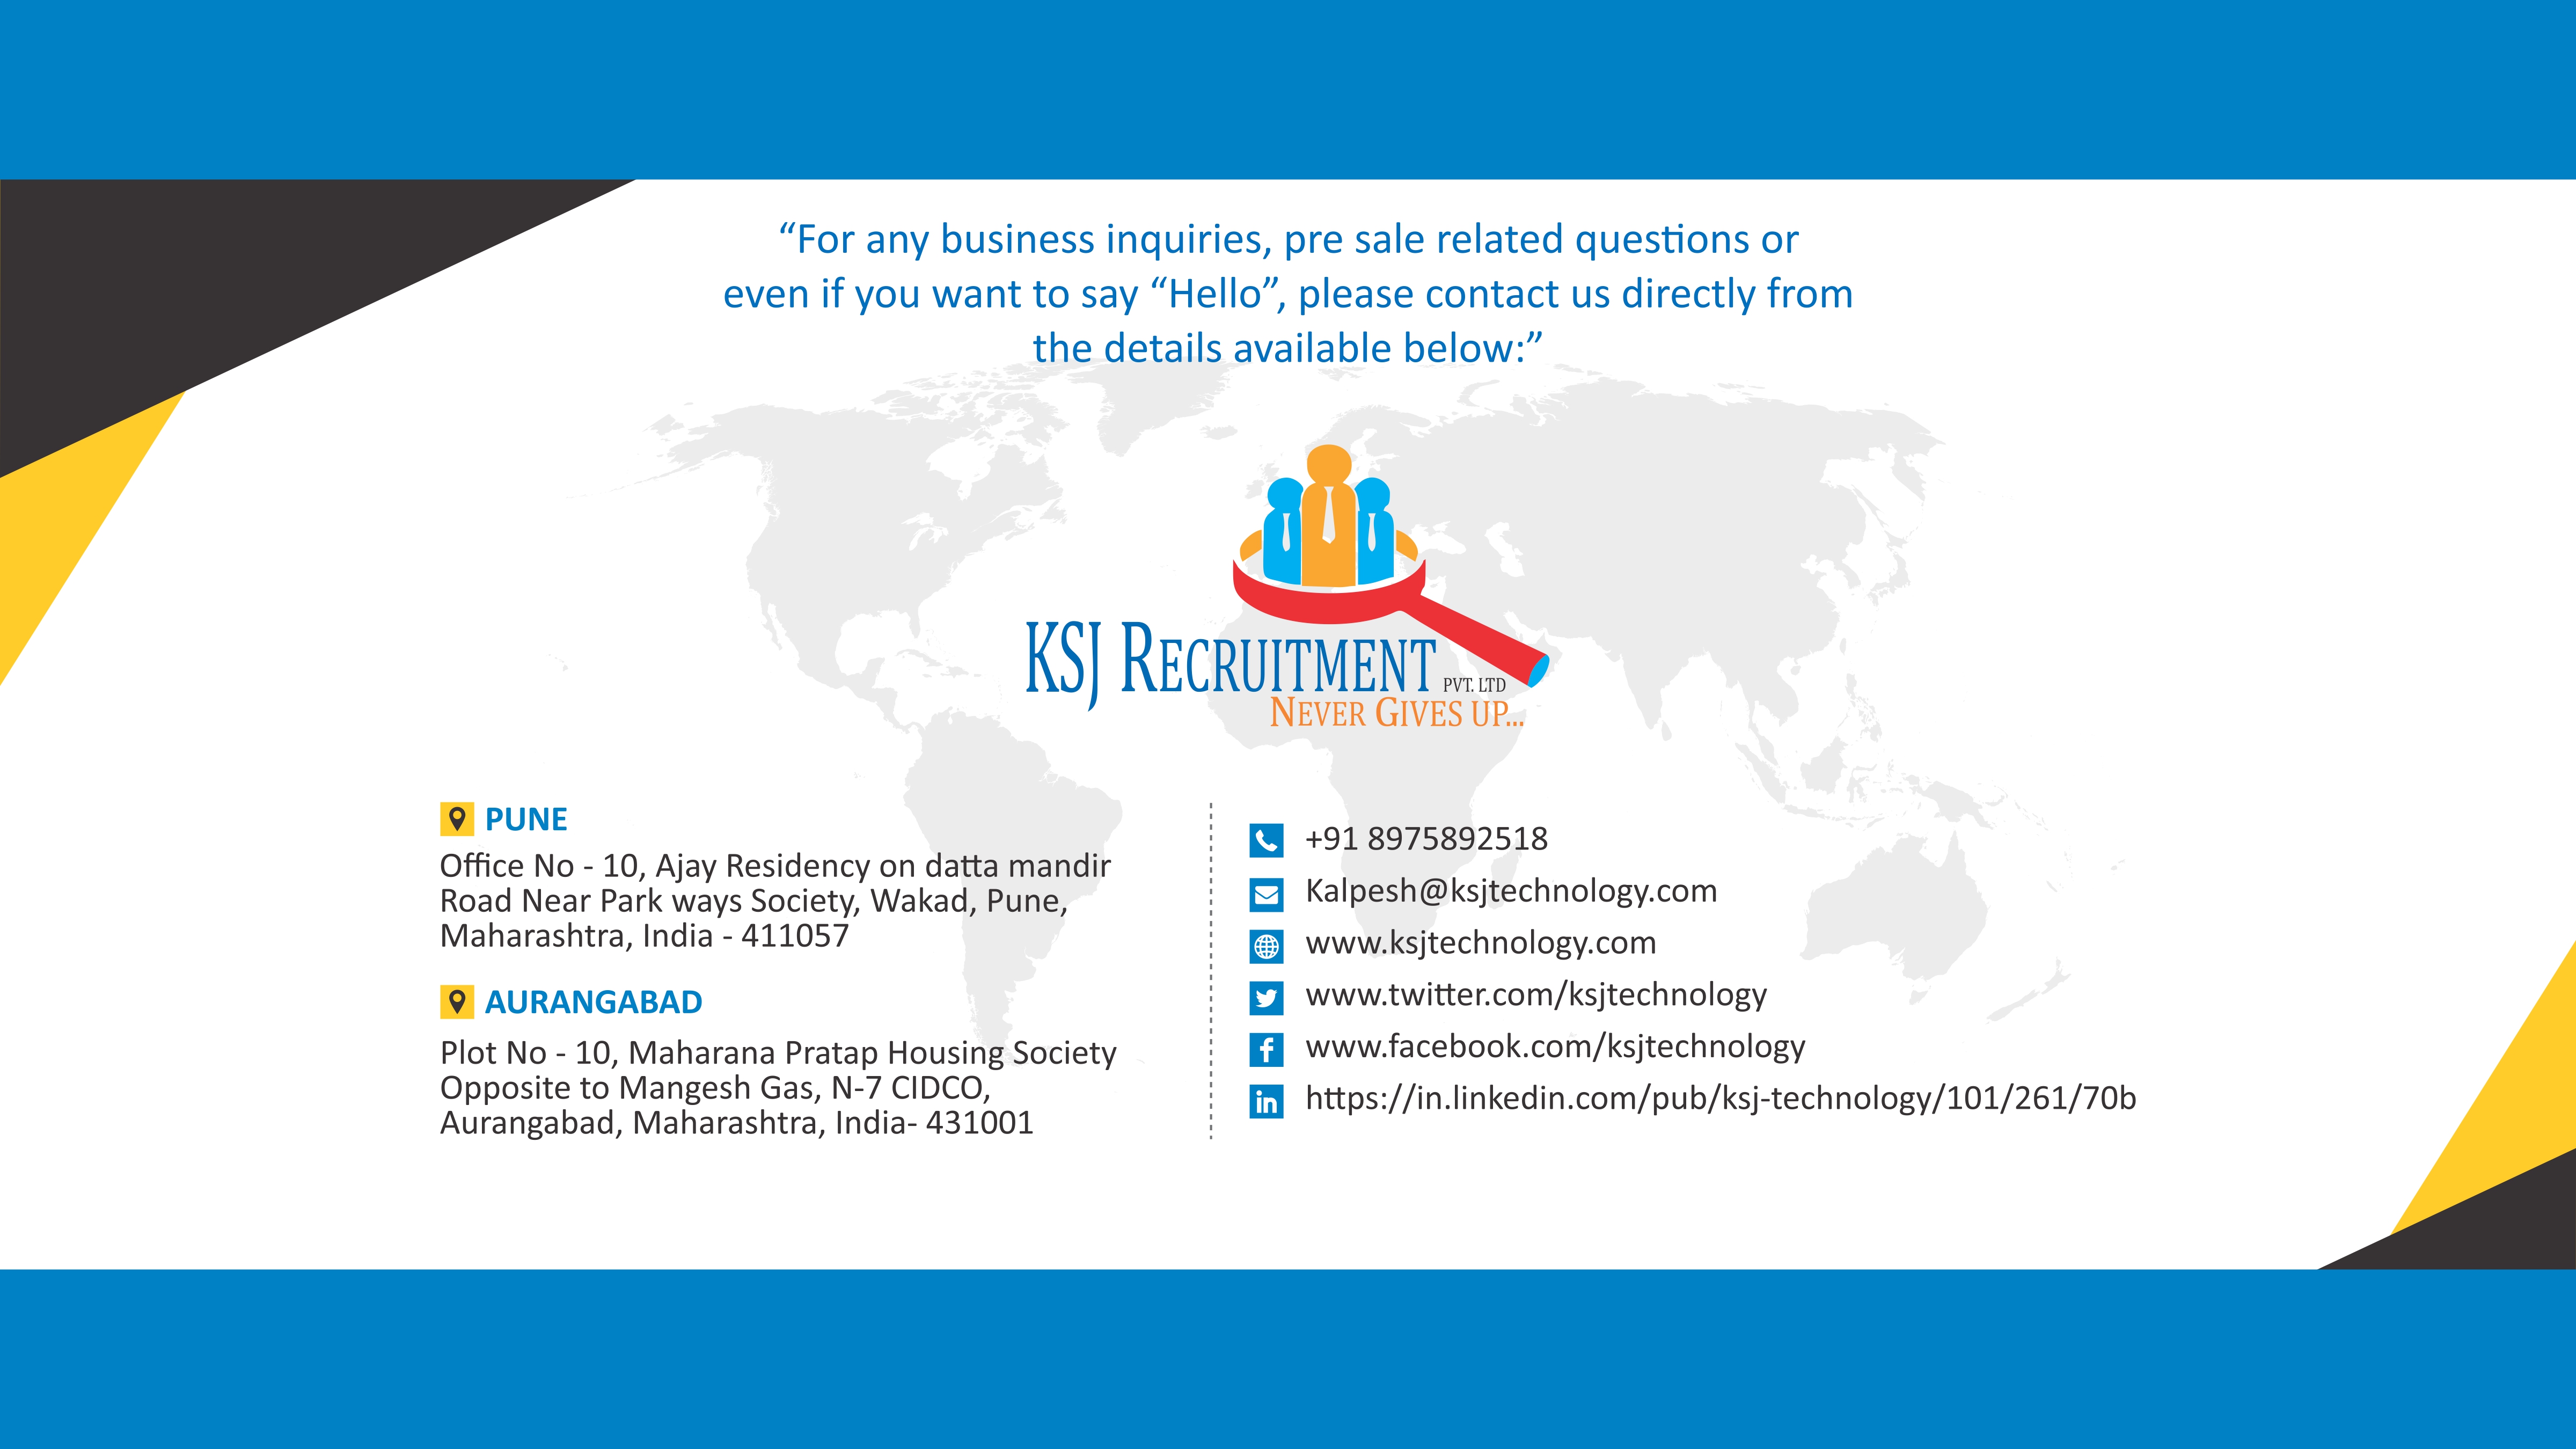 “For any business inquiries, pre sale related questions or
even if you want to say “Hello”, please contact us directly from
the details available below:”
KSJ RECRUITMENT PVT. LTD
NEVER GIVES UP...
PUNE
Office No - 10, Ajay Residency on datta mandir
Road Near Park ways Society, Wakad, Pune,
Maharashtra, India - 411057
AURANGABAD
Plot No - 10, Maharana Pratap Housing Society
Opposite to Mangesh Gas, N-7 CIDCO,
Aurangabad, Maharashtra, India- 431001
+91 8975892518
Kalpesh@ksjtechnology.com
www.ksjtechnology.com
www.twitter.com/ksjtechnology
f www.facebook.com/ksjtechnology
in https://in.linkedin.com/pub/ksj-technology/101/261/70b